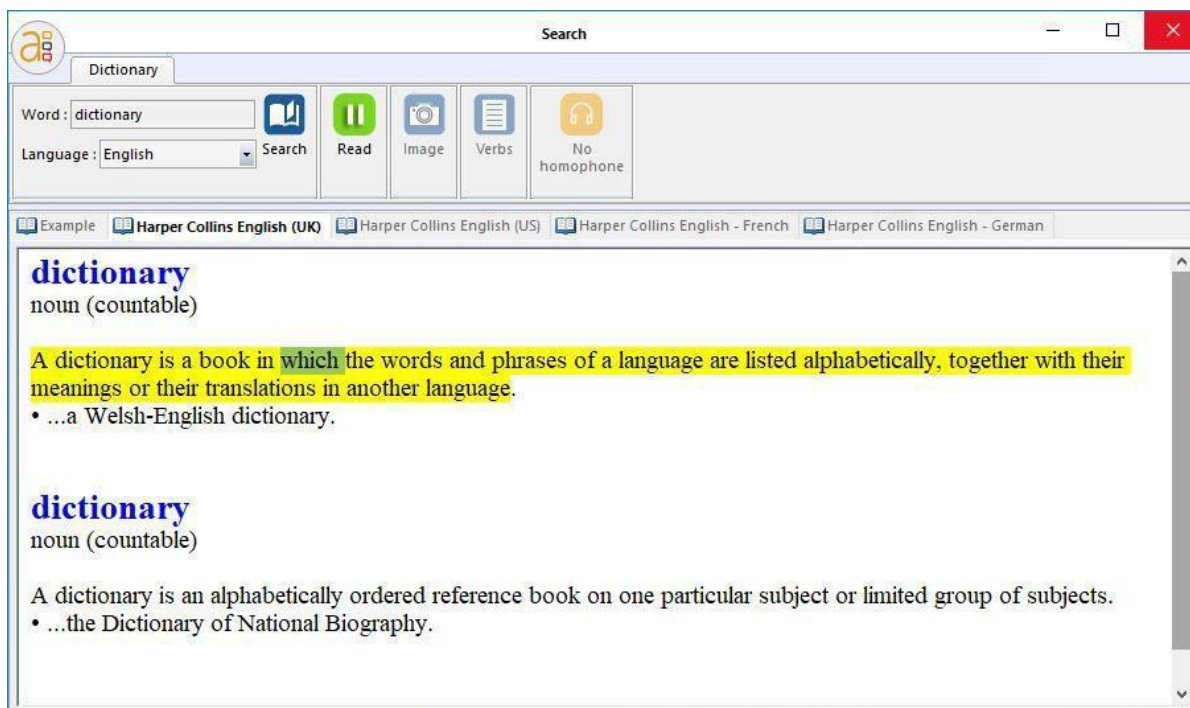 Search
Dictionary
Word : dictionary
Language : English
Search
Read
Image
Verbs
No
homophone
Example Harper Collins English (UK) Harper Collins English (US) Harper Collins English - French Harper Collins English - German
dictionary
noun (countable)
A dictionary is a book in which the words and phrases of a language are listed alphabetically, together with their
meanings or their translations in another language.
• ...a Welsh-English dictionary.
dictionary
noun (countable)
A dictionary is an alphabetically ordered reference book on one particular subject or limited group of subjects.
• ...the Dictionary of National Biography.